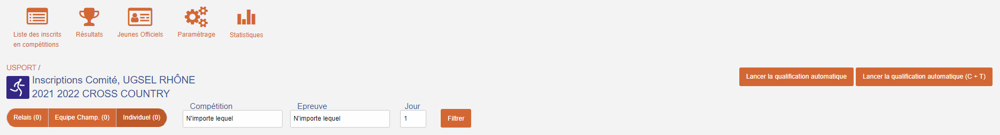 Liste des inscrits
en compétitions
Résultats
Jeunes Officiels
Paramétrage
Statistiques
USPORT /
Inscriptions Comité, UGSEL RHÔNE
2021 2022 CROSS COUNTRY
Lancer la qualification automatique
Lancer la qualification automatique (C + T)
Relais (0)
Equipe Champ. (0)
Individuel (0)
Compétition
N'importe lequel
Epreuve
N'importe lequel
Jour
1
Filtrer